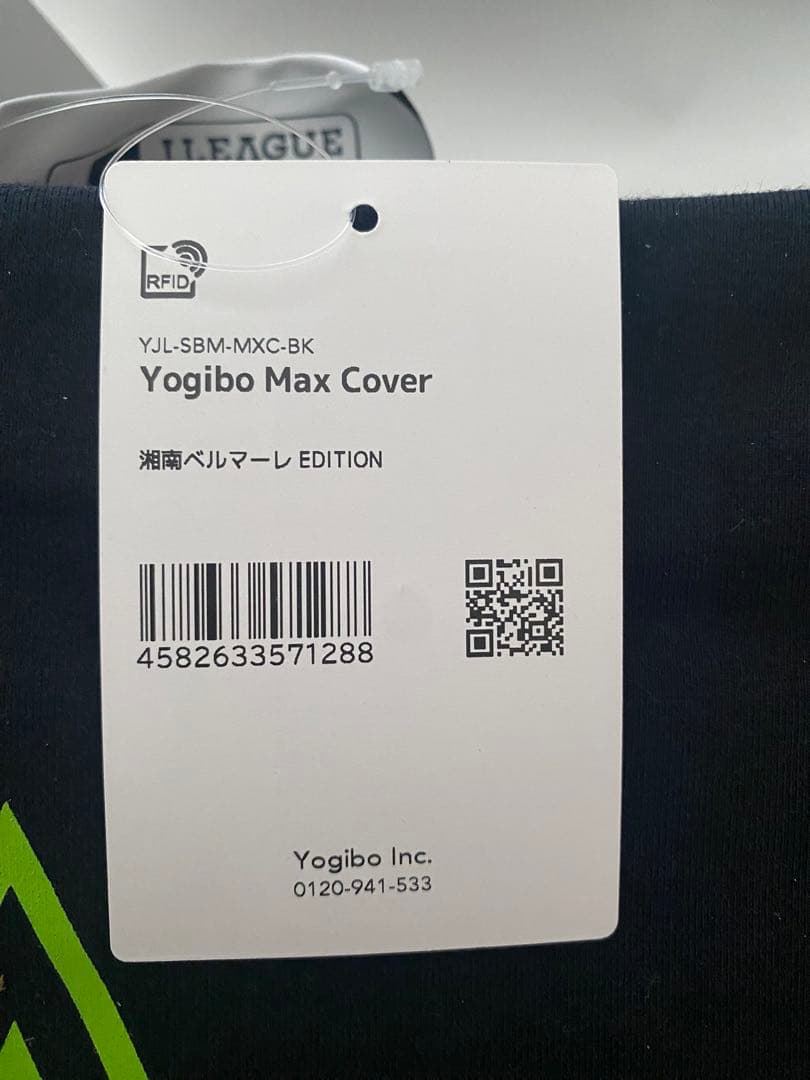 J.LEAGUE
RFID
YJL-SBM-MXC-BK
Yogibo Max Cover
湘南ベルマーレ EDITION
4582633571288
Yogibo Inc.
0120-941-533